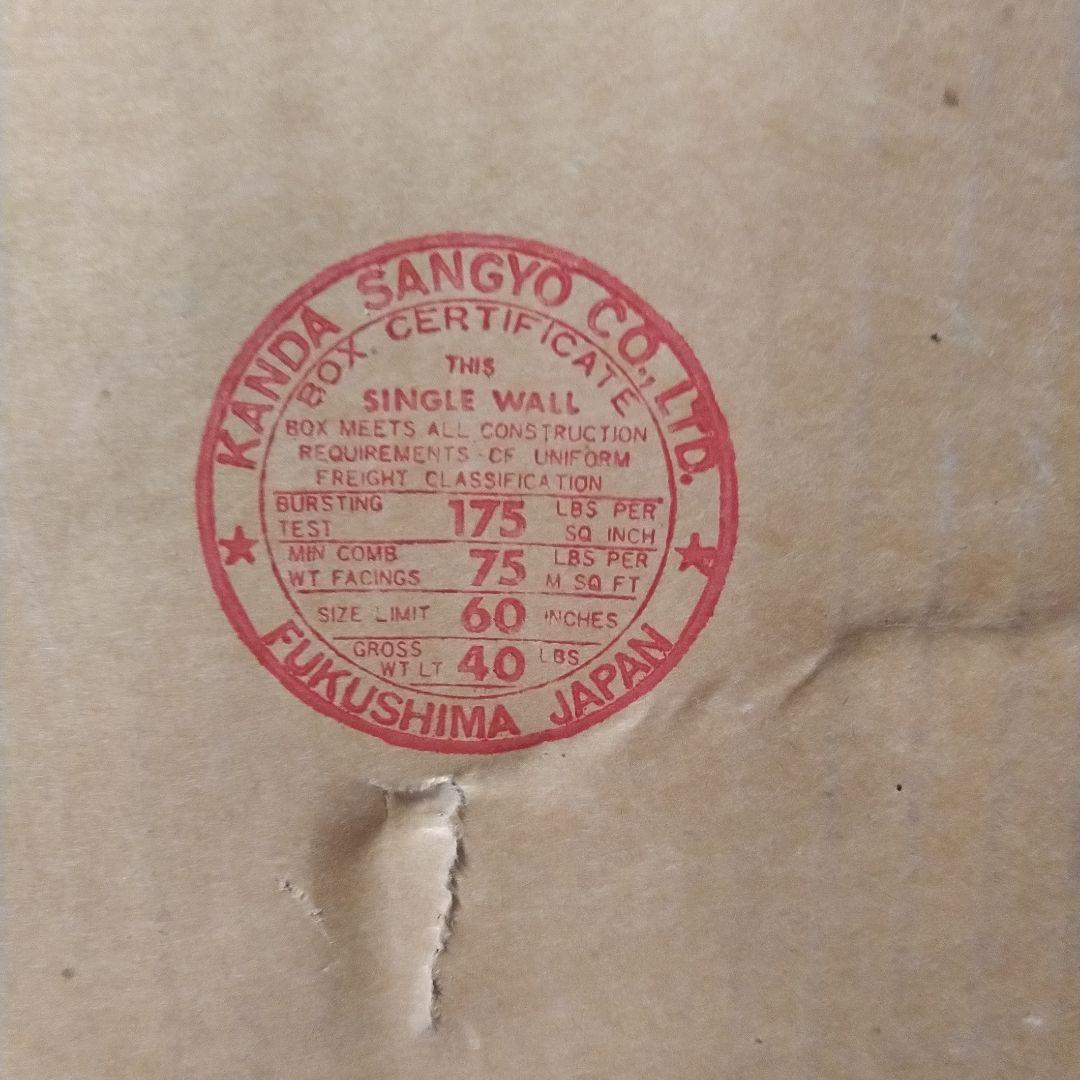 KANDA SANGYO CO., LTD.
BOX CERTIFICATE
THIS
SINGLE WALL
BOX MEETS ALL CONSTRUCTION
REQUIREMENTS OF UNIFORM
FREIGHT CLASSIFICATION
BURSTING TEST 175 LBS PER SQ INCH
MIN COMB WT FACINGS 75 LBS PER M SQ FT
SIZE LIMIT 60 INCHES
GROSS WT LT 40 LBS
FUKUSHIMA JAPAN